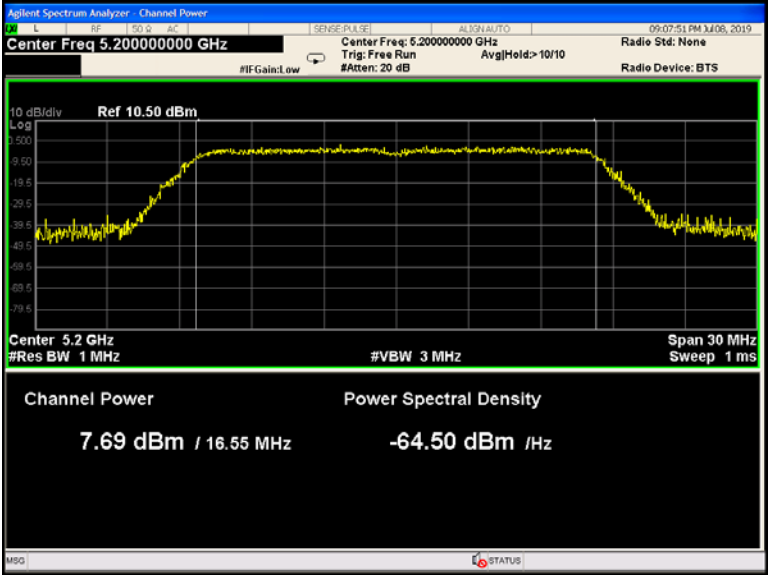 Agilent Spectrum Analyzer - Channel Power
L RF 50 Ω AC SENSE:PULSE ALIGN AUTO 09:07:51 PM Jul 08, 2019
Center Freq 5.200000000 GHz
Center Freq: 5.200000000 GHz
Radio Std: None
Trig: Free Run
Avg|Hold:> 10/10
#IFGain:Low
#Atten: 20 dB
Radio Device: BTS
10 dB/div
Ref 10.50 dBm
Log
0.500
-9.50
-19.5
-29.5
-39.5
-49.5
-59.5
-69.5
-79.5
Center 5.2 GHz
Span 30 MHz
#Res BW 1 MHz
#VBW 3 MHz
Sweep 1 ms
Channel Power
Power Spectral Density
7.69 dBm / 16.55 MHz
-64.50 dBm /Hz
MSG
STATUS